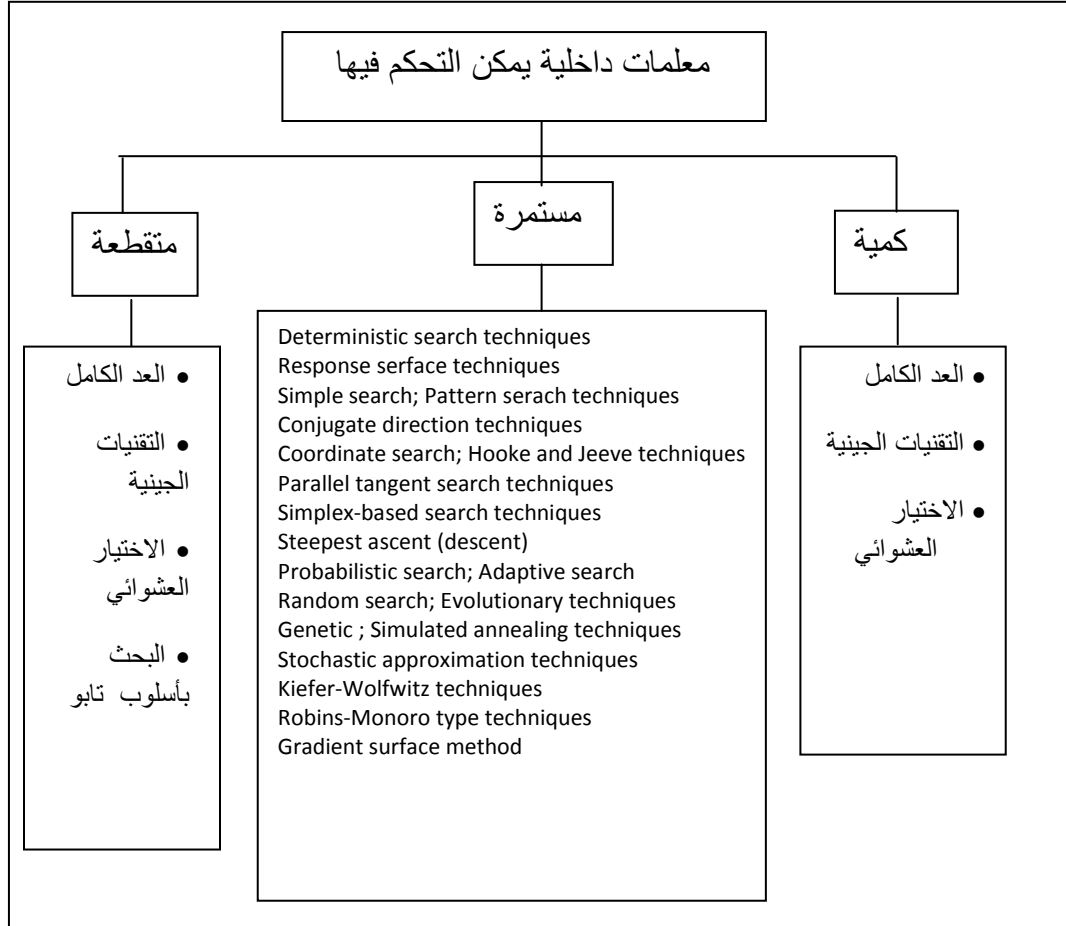 معلمات داخلية يمكن التحكم فيها
كمية
مستمرة
متقطعة
• العد الكامل
• التقنيات الجينية
• الاختيار
العشوائي
Deterministic search techniques
Response serface techniques
Simple search; Pattern serach techniques
Conjugate direction techniques
Coordinate search; Hooke and Jeeve techniques
Parallel tangent search techniques
Simplex-based search techniques
Steepest ascent (descent)
Probabilistic search; Adaptive search
Random search; Evolutionary techniques
Genetic ; Simulated annealing techniques
Stochastic approximation techniques
Kiefer-Wolfwitz techniques
Robins-Monoro type techniques
Gradient surface method
• العد الكامل
• التقنيات
الجينية
• الاختيار
العشوائي
• البحث
بأسلوب تابو